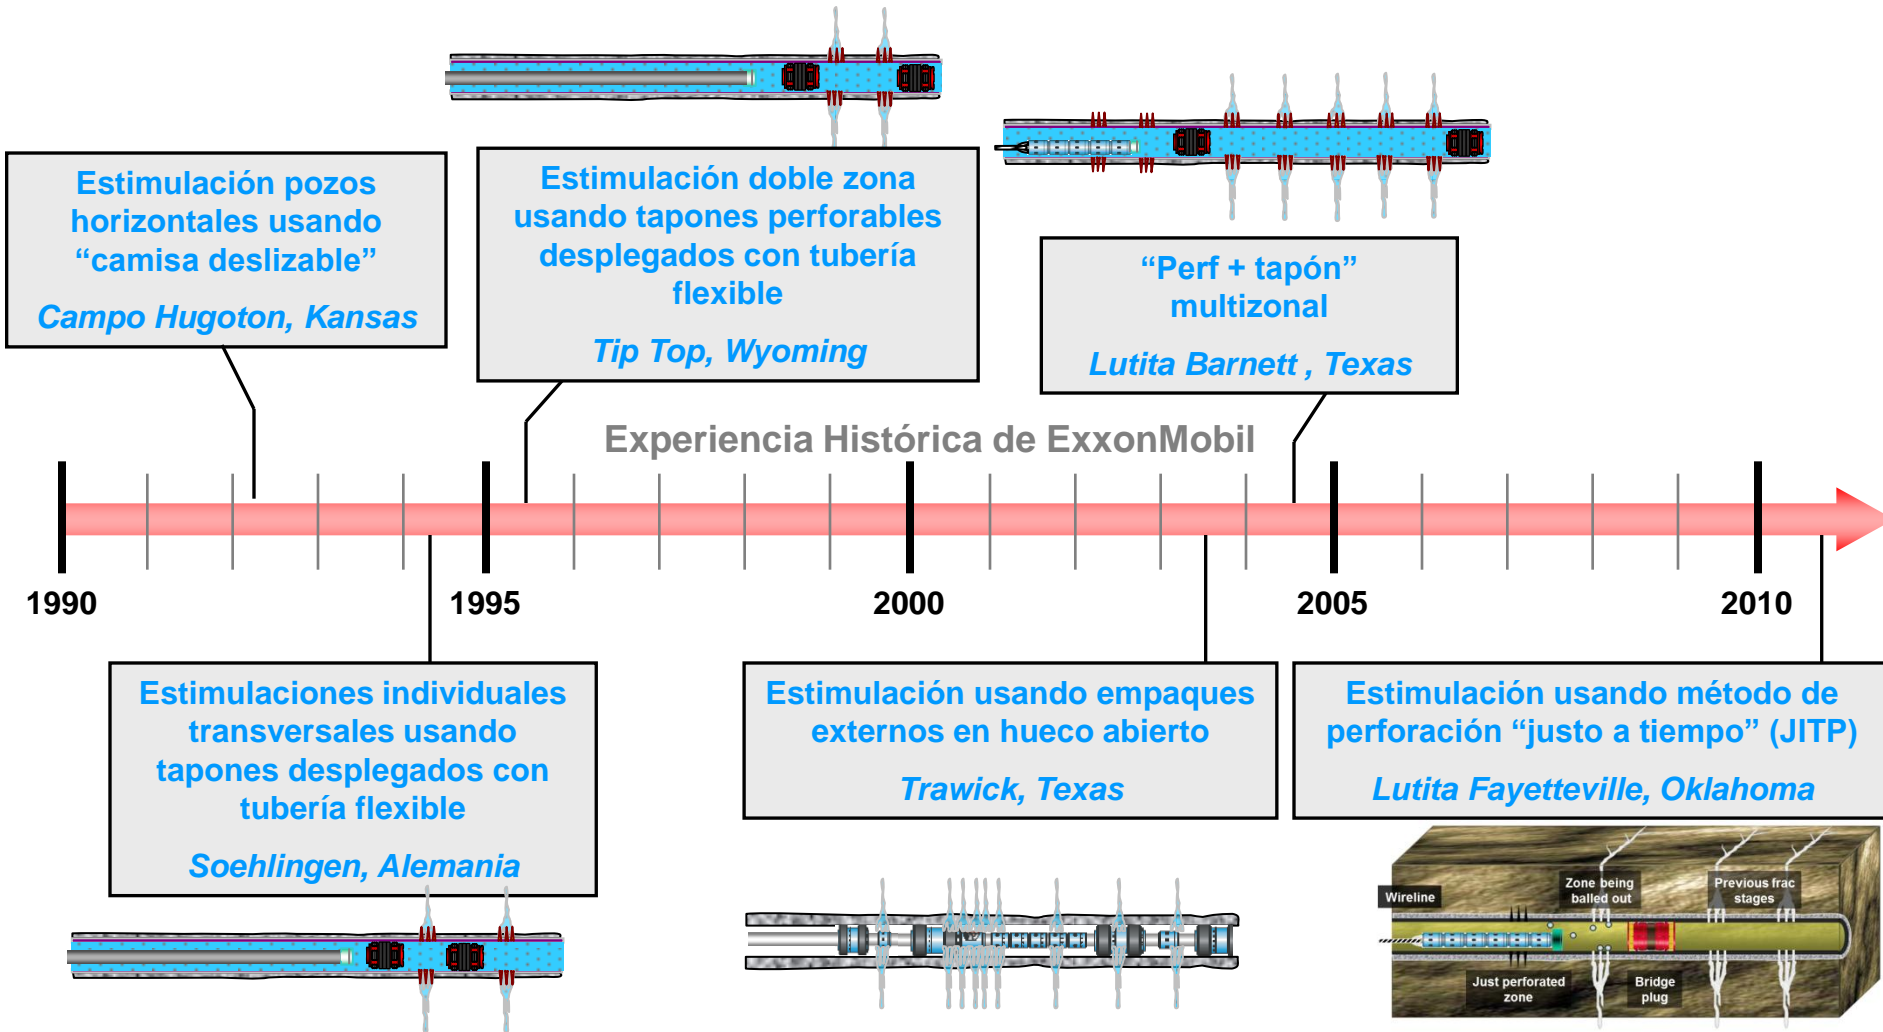 Estimulación pozos
horizontales usando
“camisa deslizable”
Campo Hugoton, Kansas
Estimulación doble zona
usando tapones perforables
desplegados con tubería
flexible
Tip Top, Wyoming
“Perf + tapón”
multizonal
Lutita Barnett , Texas
Experiencia Histórica de ExxonMobil
1990
1995
2000
2005
2010
Estimulaciones individuales
transversales usando
tapones desplegados con
tubería flexible
Soehlingen, Alemania
Estimulación usando empaques
externos en hueco abierto
Trawick, Texas
Estimulación usando método de
perforación “justo a tiempo” (JITP)
Lutita Fayetteville, Oklahoma
Wireline
Zone being
balled out
Previous frac
stages
Just perforated
zone
Bridge
plug